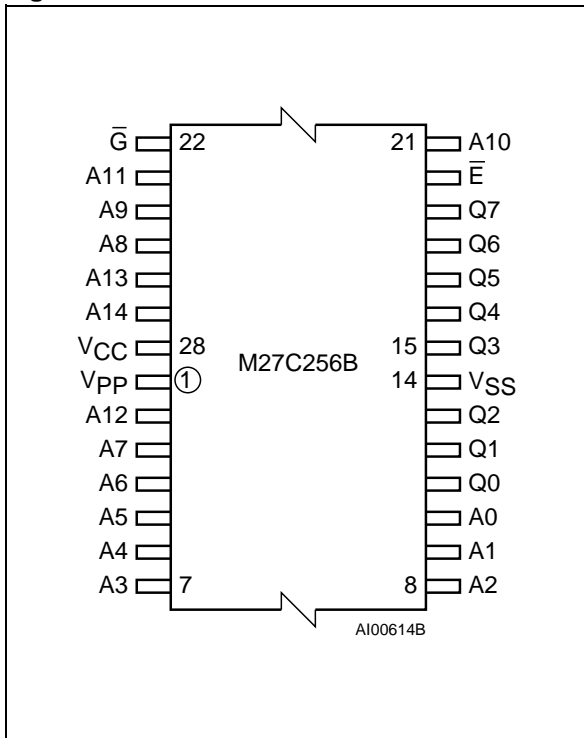 G̅ 22 21 A10
A11 E̅
A9 Q7
A8 Q6
A13 Q5
A14 Q4
VCC 28 15 Q3
M27C256B
VPP 1 14 VSS
A12 Q2
A7 Q1
A6 Q0
A5 A0
A4 A1
A3 7 8 A2
AI00614B